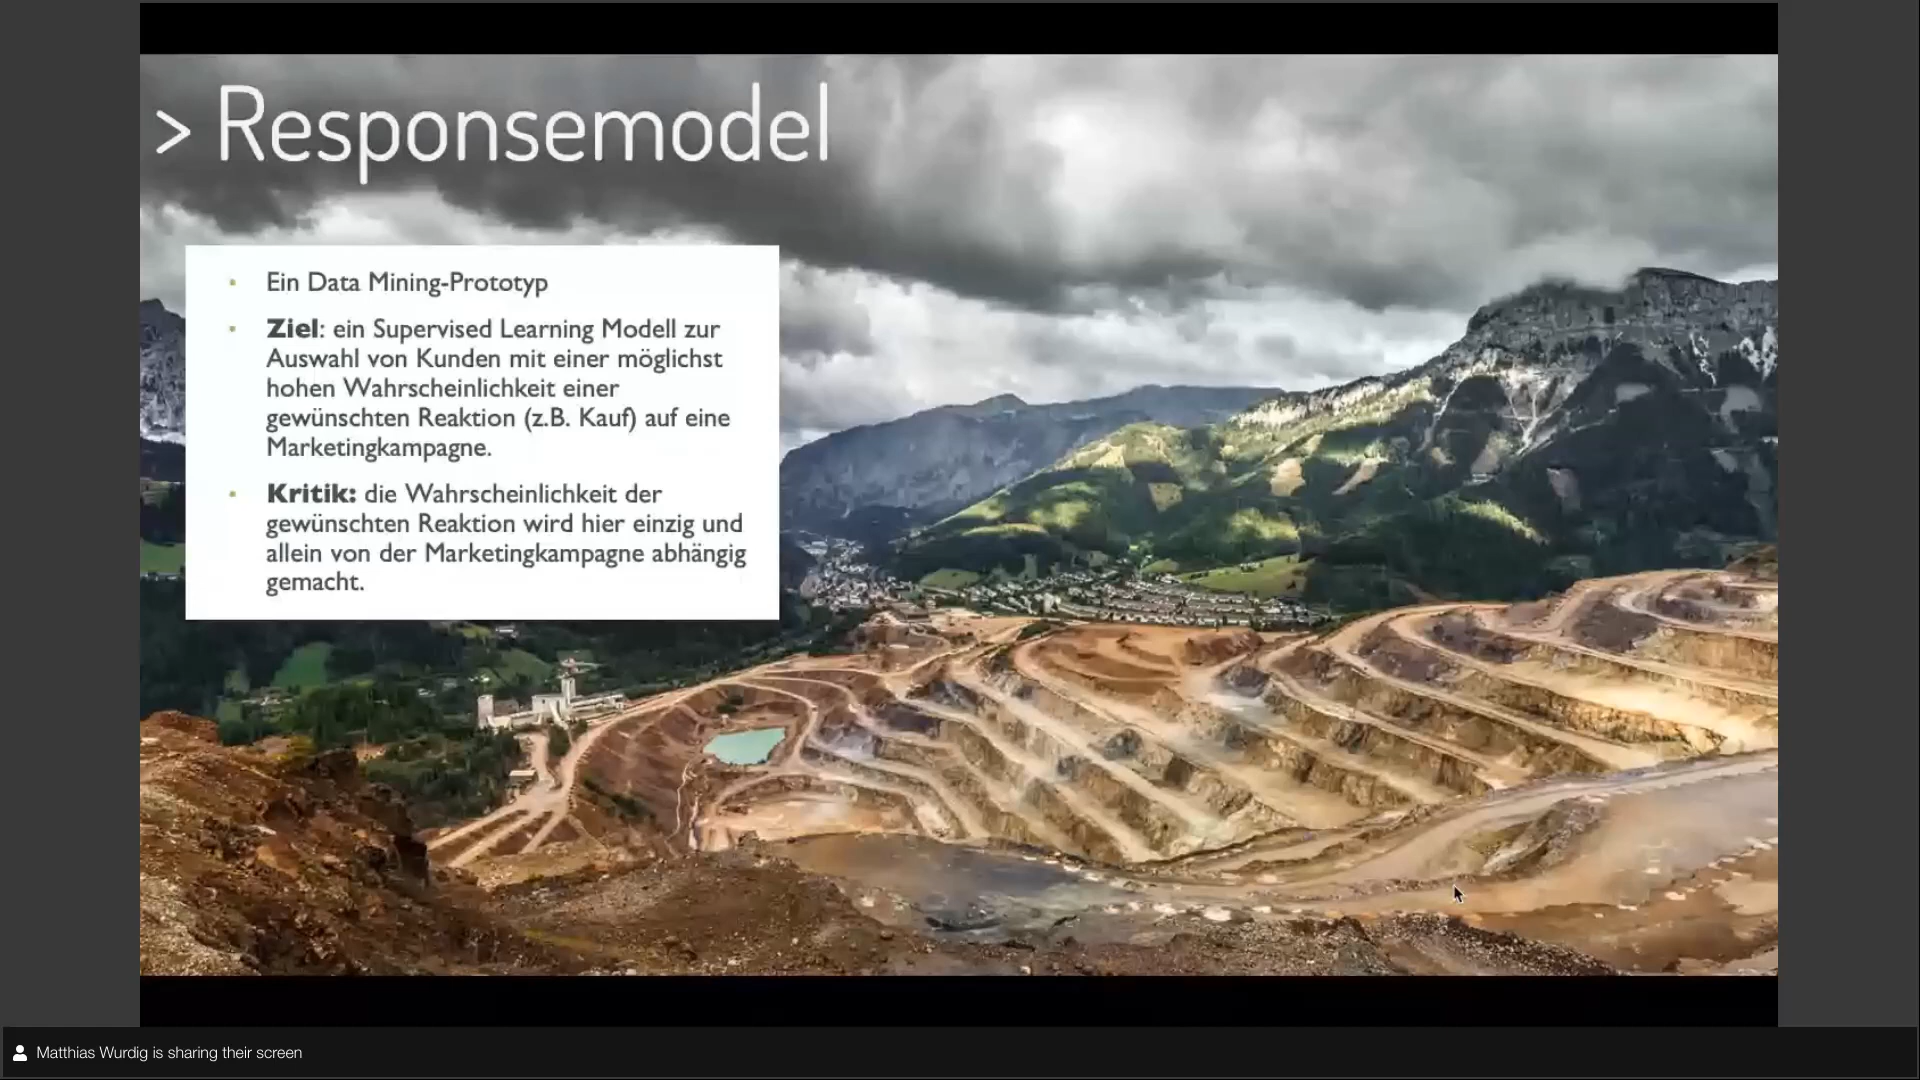 > Responsemodel
• Ein Data Mining-Prototyp
• Ziel: ein Supervised Learning Modell zur
Auswahl von Kunden mit einer möglichst
hohen Wahrscheinlichkeit einer
gewünschten Reaktion (z.B. Kauf) auf eine
Marketingkampagne.
• Kritik: die Wahrscheinlichkeit der
gewünschten Reaktion wird hier einzig und
allein von der Marketingkampagne abhängig
gemacht.
Matthias Wurdig is sharing their screen